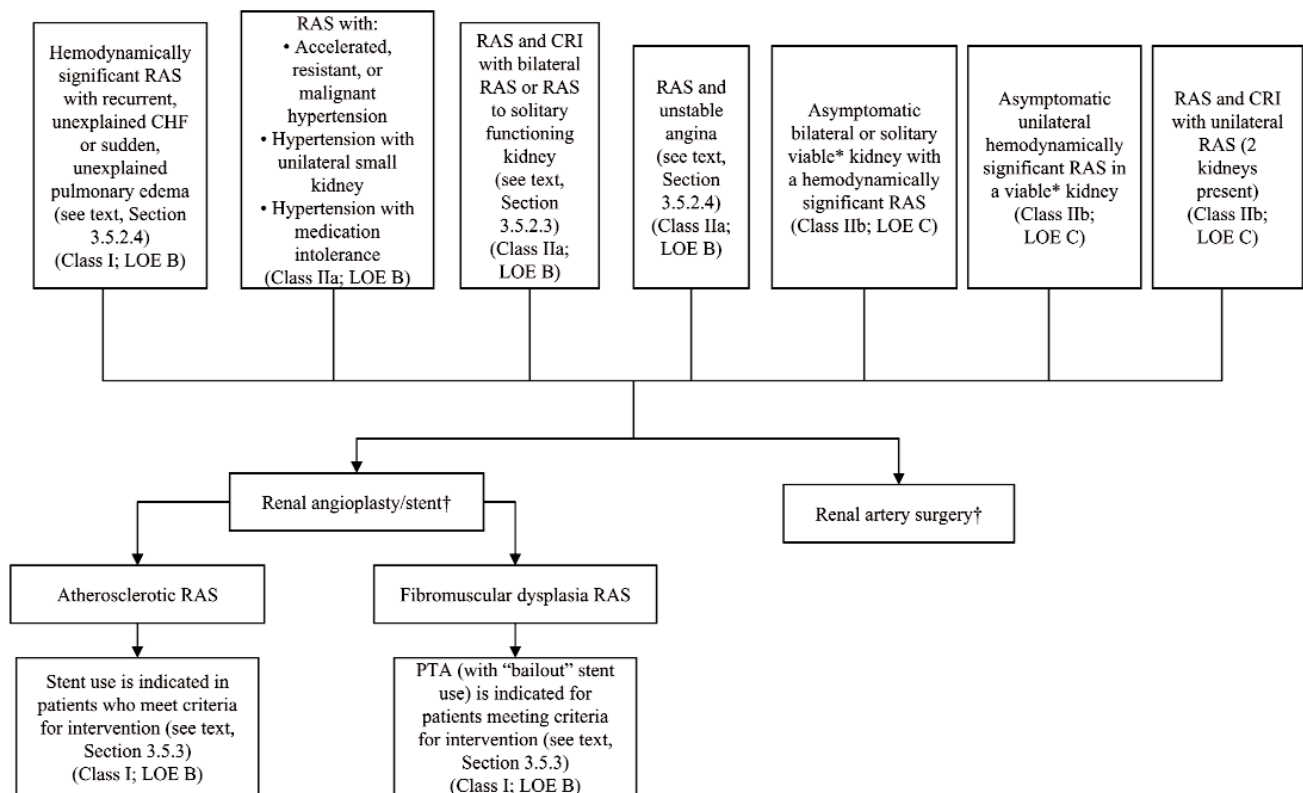 Hemodynamically
significant RAS
with recurrent,
unexplained CHF
or sudden,
unexplained
pulmonary edema
(see text, Section
3.5.2.4)
(Class I; LOE B)
RAS with:
• Accelerated,
resistant, or
malignant
hypertension
• Hypertension with
unilateral small
kidney
• Hypertension with
medication
intolerance
(Class IIa; LOE B)
RAS and CRI
with bilateral
RAS or RAS
to solitary
functioning
kidney
(see text,
Section
3.5.2.3)
(Class IIa;
LOE B)
RAS and
unstable
angina
(see text,
Section
3.5.2.4)
(Class IIa;
LOE B)
Asymptomatic
bilateral or solitary
viable* kidney with
a hemodynamically
significant RAS
(Class IIb; LOE C)
Asymptomatic
unilateral
hemodynamically
significant RAS in
a viable* kidney
(Class IIb;
LOE C)
RAS and CRI
with unilateral
RAS (2
kidneys
present)
(Class IIb;
LOE C)
Renal angioplasty/stent†
Renal artery surgery†
Atherosclerotic RAS
Fibromuscular dysplasia RAS
Stent use is indicated in
patients who meet criteria
for intervention (see text,
Section 3.5.3)
(Class I; LOE B)
PTA (with “bailout” stent
use) is indicated for
patients meeting criteria
for intervention (see text,
Section 3.5.3)
(Class I; LOE B)